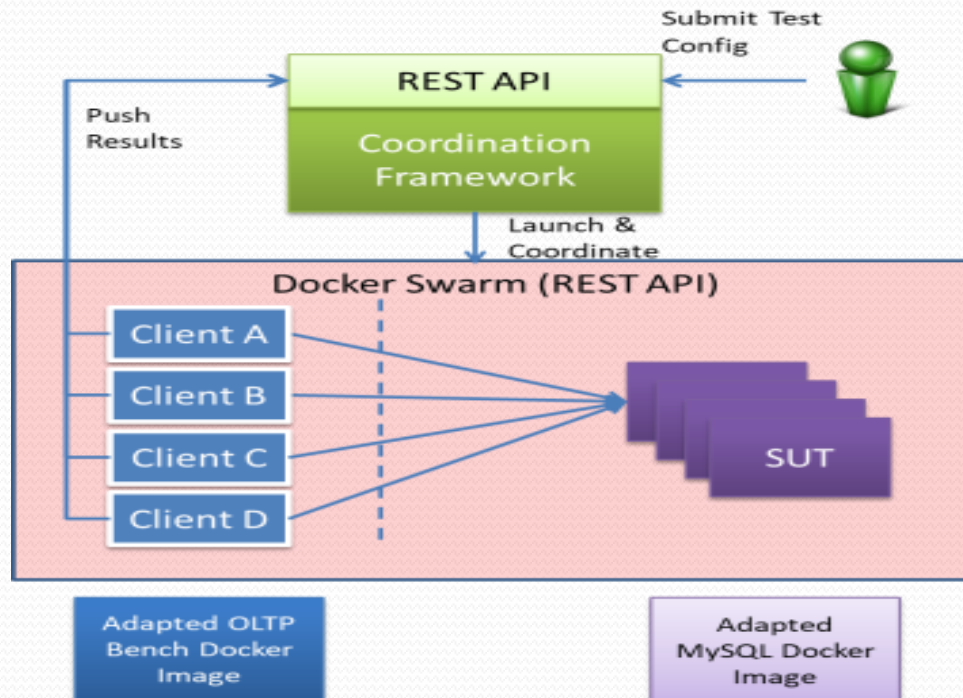 Submit Test
Config
REST API
Push
Results
Coordination
Framework
Launch &
Coordinate
Docker Swarm (REST API)
Client A
Client B
Client C
Client D
SUT
Adapted OLTP
Bench Docker
Image
Adapted
MySQL Docker
Image